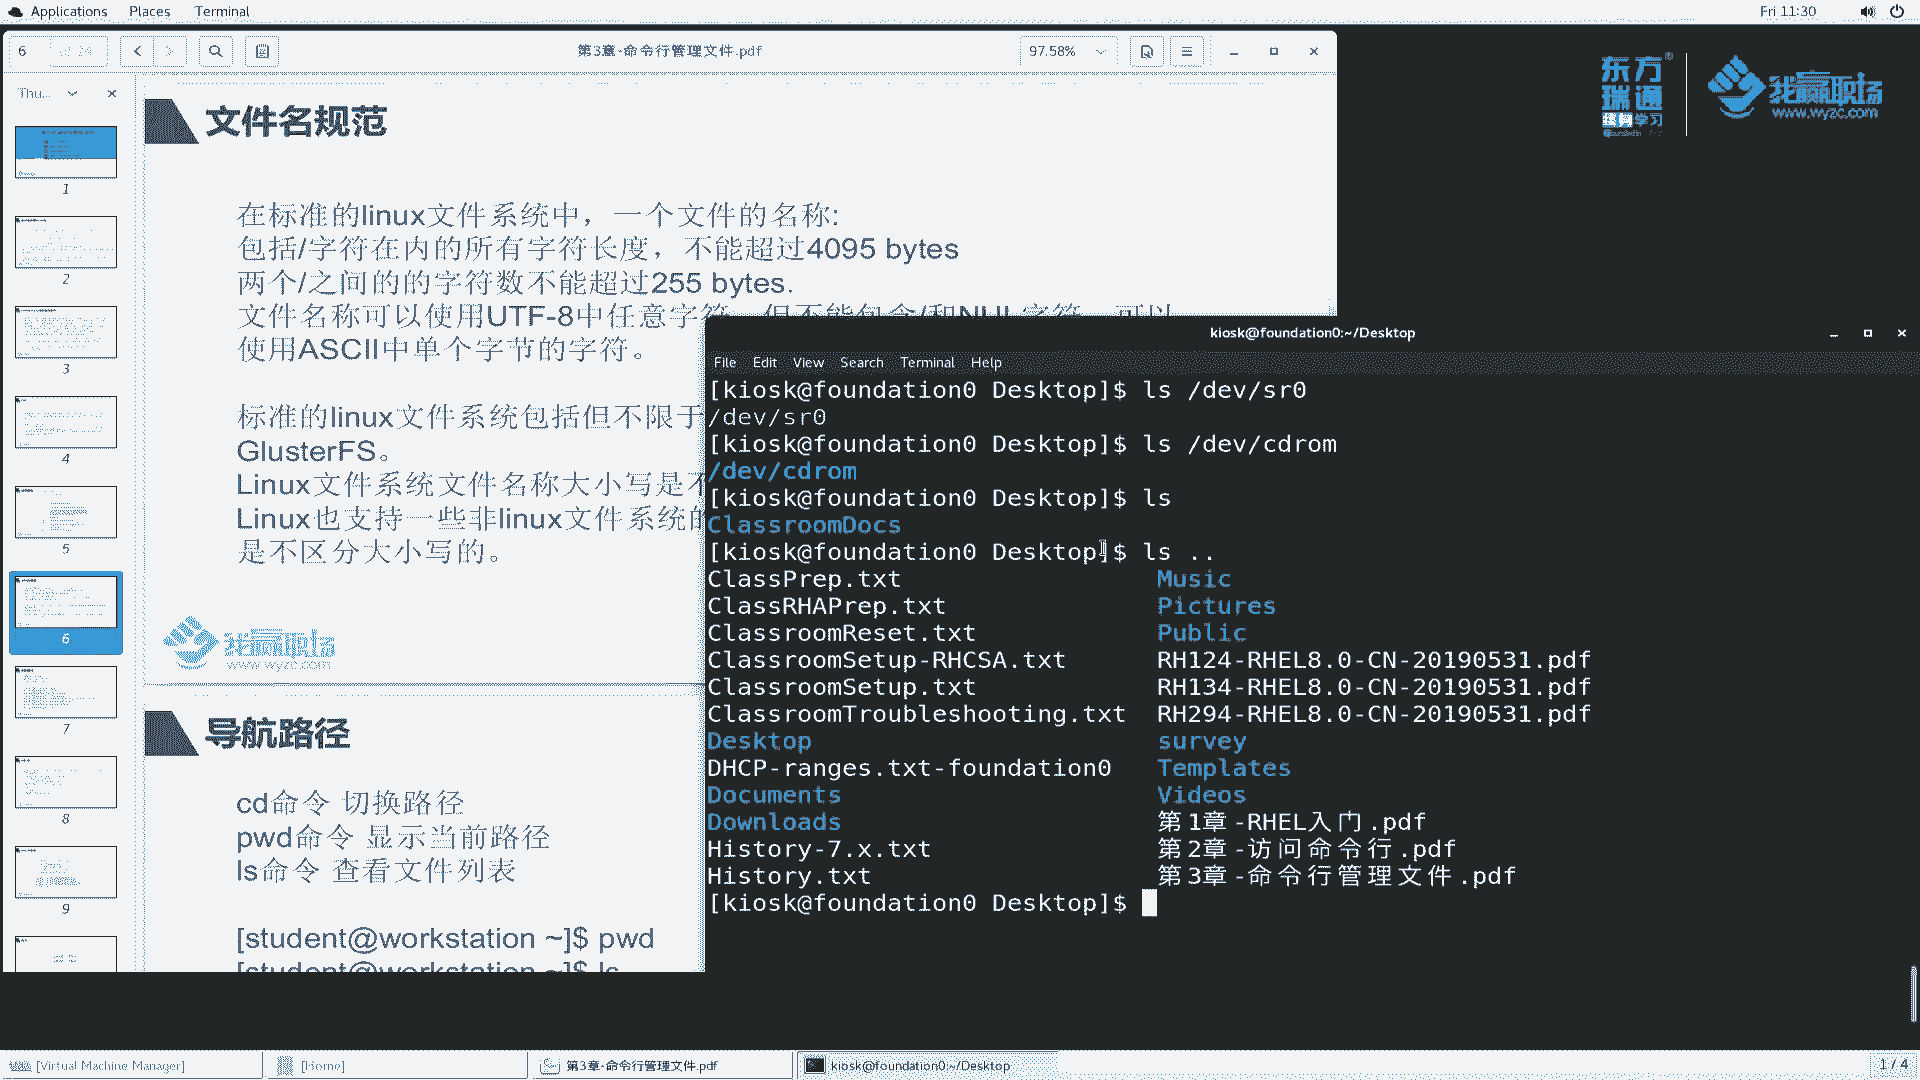 Applications Places Terminal
Fri 11:30
6 of 24
第3章-命令行管理文件.pdf
97.58%
Thu...
1
2
3
4
5
6
7
8
9
文件名规范
在标准的linux文件系统中，一个文件的名称:
包括/字符在内的所有字符长度，不能超过4095 bytes
两个/之间的的字符数不能超过255 bytes.
文件名称可以使用UTF-8中任意字符，但不能包含/和NUL字符，可以
使用ASCII中单个字节的字符。
标准的linux文件系统包括但不限于
GlusterFS。
Linux文件系统文件名称大小写是不
Linux也支持一些非linux文件系统的
是不区分大小写的。
我赢职场
www.wyzc.com
导航路径
cd命令 切换路径
pwd命令 显示当前路径
ls命令 查看文件列表
[student@workstation ~]$ pwd
[student@workstation ~]$ ls
东方
瑞通
终身学习
我赢职场
www.wyzc.com
kiosk@foundation0:~/Desktop
File Edit View Search Terminal Help
[kiosk@foundation0 Desktop]$ ls /dev/sr0
/dev/sr0
[kiosk@foundation0 Desktop]$ ls /dev/cdrom
/dev/cdrom
[kiosk@foundation0 Desktop]$ ls
ClassroomDocs
[kiosk@foundation0 Desktop]$ ls ..
ClassPrep.txt Music
ClassRHAPrep.txt Pictures
ClassroomReset.txt Public
ClassroomSetup-RHCSA.txt RH124-RHEL8.0-CN-20190531.pdf
ClassroomSetup.txt RH134-RHEL8.0-CN-20190531.pdf
ClassroomTroubleshooting.txt RH294-RHEL8.0-CN-20190531.pdf
Desktop survey
DHCP-ranges.txt-foundation0 Templates
Documents Videos
Downloads 第1章-RHEL入门.pdf
History-7.x.txt 第2章-访问命令行.pdf
History.txt 第3章-命令行管理文件.pdf
[kiosk@foundation0 Desktop]$
[Virtual Machine Manager]
[Home]
第3章-命令行管理文件.pdf
kiosk@foundation0:~/Desktop
1 / 4